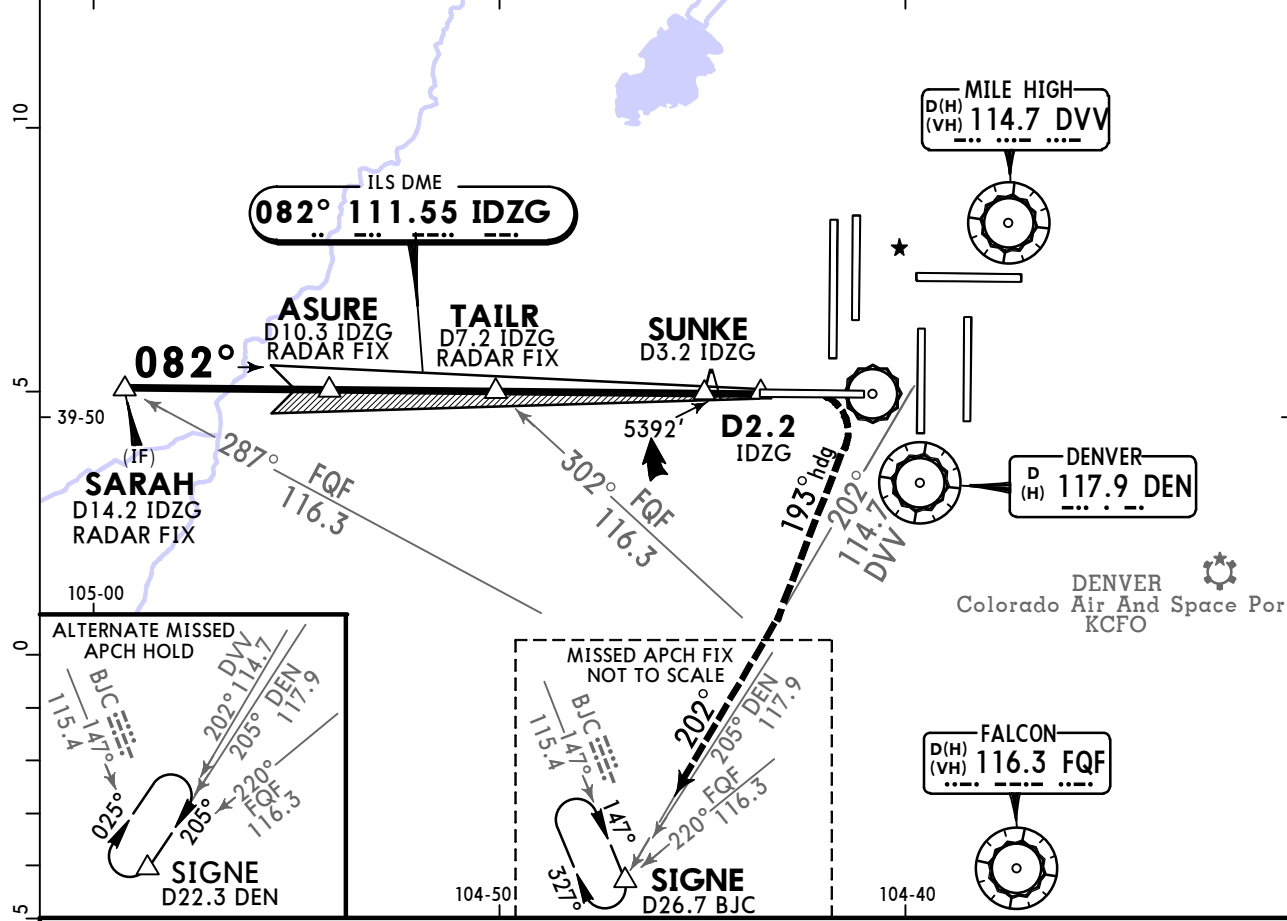 10
MILE HIGH
D(H)
(VH) 114.7 DVV
ILS DME
082° 111.55 IDZG
ASURE
D10.3 IDZG
RADAR FIX
TAILR
D7.2 IDZG
RADAR FIX
SUNKE
D3.2 IDZG
082°
5
39-50
5392'
D2.2
IDZG
(IF)
SARAH
D14.2 IDZG
RADAR FIX
287° FQF
116.3
302° FQF
116.3
193° hdg
202°
114.7
DVV
DENVER
D
(H) 117.9 DEN
DENVER
Colorado Air And Space Por
KCFO
105-00
0
ALTERNATE MISSED
APCH HOLD
BJC
147°
115.4
DVV
202° 114.7
205° DEN
117.9
220°
FQF
116.3
025°
205°
SIGNE
D22.3 DEN
MISSED APCH FIX
NOT TO SCALE
BJC
147°
115.4
202°
205° DEN
117.9
220° FQF
116.3
147°
327°
SIGNE
D26.7 BJC
FALCON
D(H)
(VH) 116.3 FQF
104-50
104-40
5